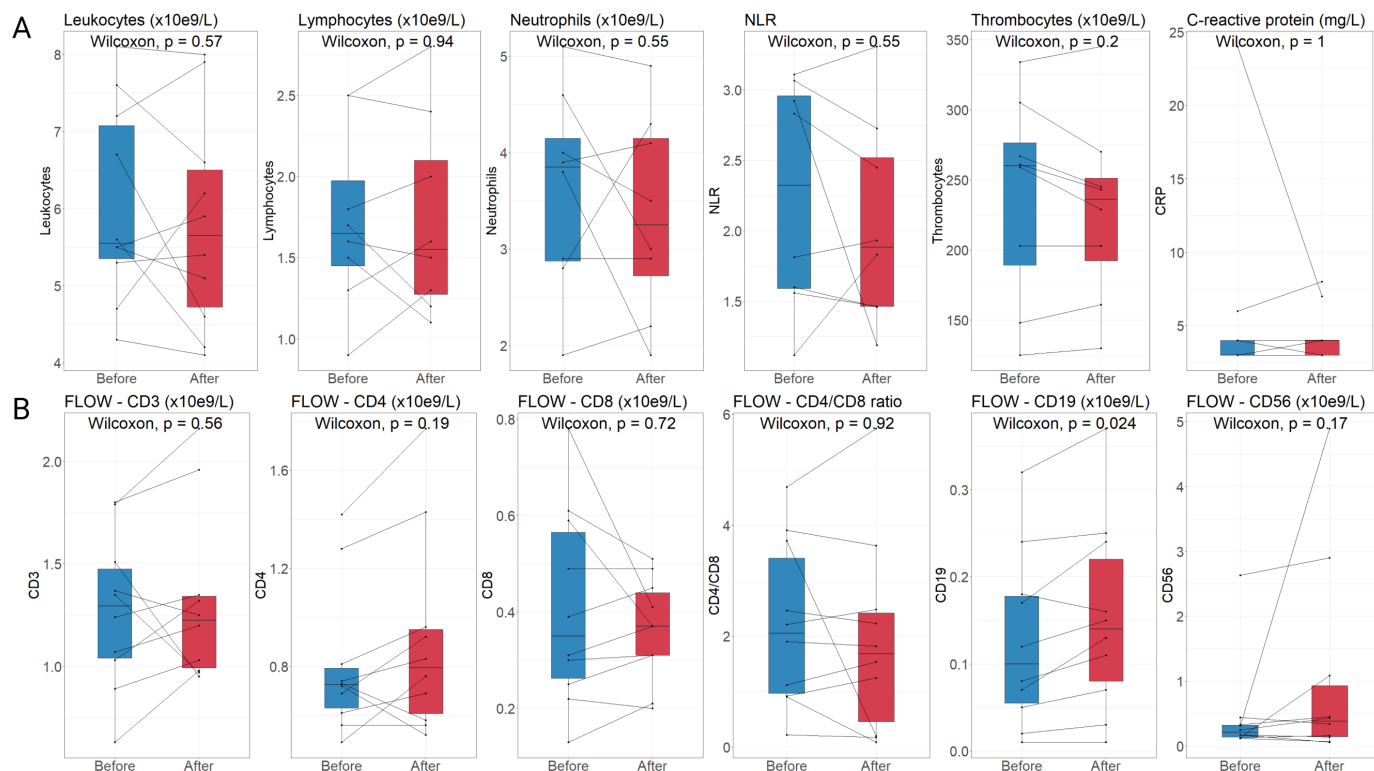 A
Leukocytes (x10e9/L)
Wilcoxon, p = 0.57
8
7
6
5
4
Leukocytes
Before After
Lymphocytes (x10e9/L)
Wilcoxon, p = 0.94
2.5
2.0
1.5
1.0
Lymphocytes
Before After
Neutrophils (x10e9/L)
Wilcoxon, p = 0.55
5
4
3
2
Neutrophils
Before After
NLR
Wilcoxon, p = 0.55
3.0
2.5
2.0
1.5
NLR
Before After
Thrombocytes (x10e9/L)
Wilcoxon, p = 0.2
350
300
250
200
150
Thrombocytes
Before After
C-reactive protein (mg/L)
Wilcoxon, p = 1
25
20
15
10
5
CRP
Before After
B
FLOW - CD3 (x10e9/L)
Wilcoxon, p = 0.56
2.0
1.5
1.0
CD3
Before After
FLOW - CD4 (x10e9/L)
Wilcoxon, p = 0.19
1.6
1.2
0.8
CD4
Before After
FLOW - CD8 (x10e9/L)
Wilcoxon, p = 0.72
0.8
0.6
0.4
0.2
CD8
Before After
FLOW - CD4/CD8 ratio
Wilcoxon, p = 0.92
6
4
2
0
CD4/CD8
Before After
FLOW - CD19 (x10e9/L)
Wilcoxon, p = 0.024
0.3
0.2
0.1
0.0
CD19
Before After
FLOW - CD56 (x10e9/L)
Wilcoxon, p = 0.17
5
4
3
2
1
0
CD56
Before After